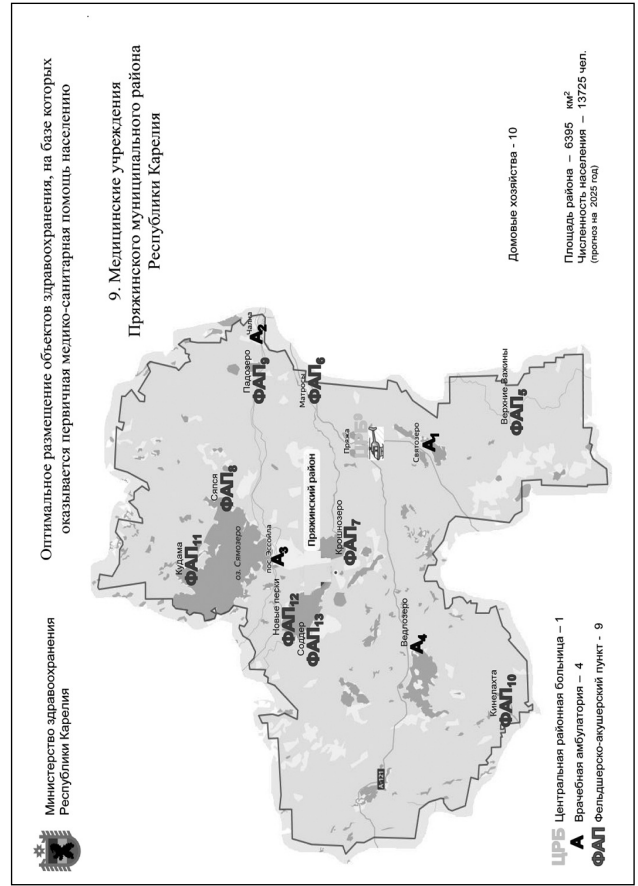 Министерство здравоохранения
Республики Карелия
Оптимальное размещение объектов здравоохранения, на базе которых
оказывается первичная медико-санитарная помощь населению
9. Медицинские учреждения
Пряжинского муниципального района
Республики Карелия
Кудама
ФАП11
Сяпся
ФАП8
оз. Сямозеро
Падозеро
ФАП9
Чална
А2
Новые пески
ФАП12
Соддер
ФАП13
пос. Эссойла
А3
Пряжинский район
Матросы
ФАП6
Крошнозеро
ФАП7
Пряжа
ЦРБ
Святозеро
А1
Ведлозеро
А4
А-121
Верхние Важины
ФАП5
Кинелахта
ФАП10
Домовые хозяйства - 10
ЦРБ Центральная районная больница – 1
А Врачебная амбулатория – 4
ФАП Фельдшерско-акушерский пункт - 9
Площадь района – 6395 км2
Численность населения – 13725 чел.
(прогноз на 2025 год)